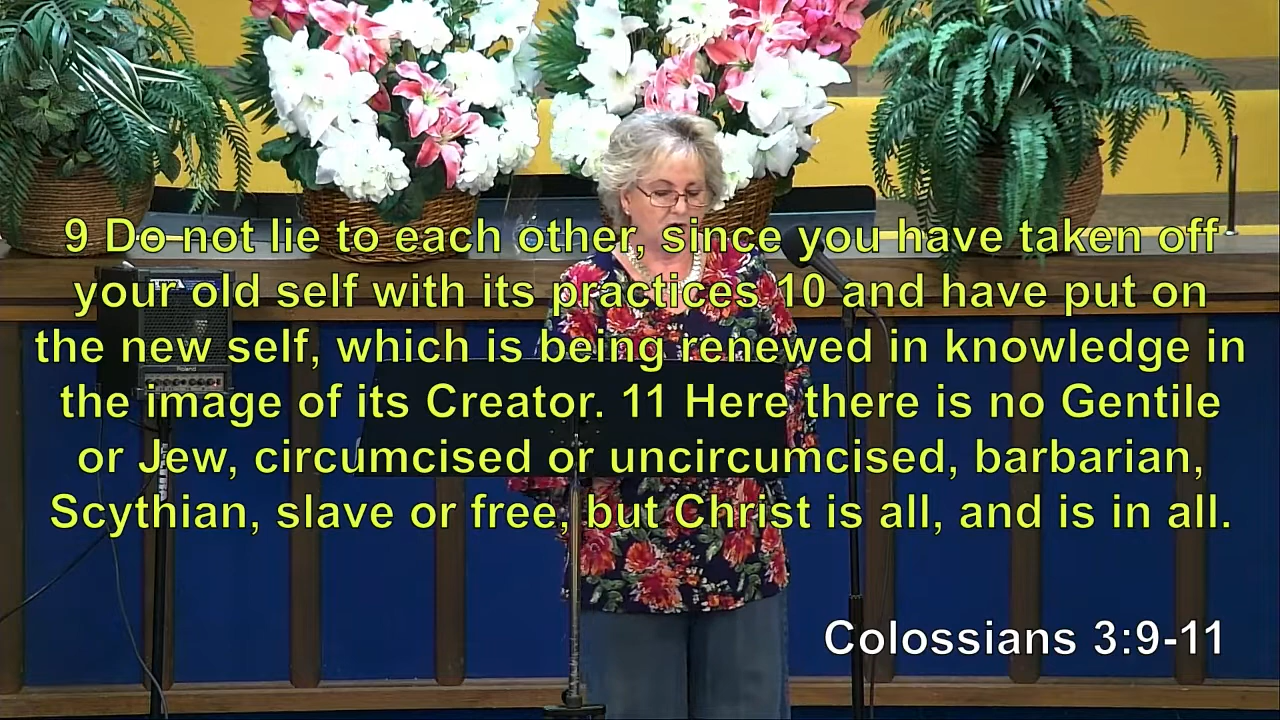 9 Do not lie to each other, since you have taken off
your old self with its practices 10 and have put on
the new self, which is being renewed in knowledge in
the image of its Creator. 11 Here there is no Gentile
or Jew, circumcised or uncircumcised, barbarian,
Scythian, slave or free, but Christ is all, and is in all.
Colossians 3:9-11
Roland